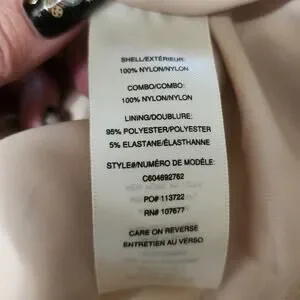 SHELL/EXTÉRIEUR:
100% NYLON/NYLON
COMBO/COMBO:
100% NYLON/NYLON
LINING/DOUBLURE:
95% POLYESTER/POLYESTER
5% ELASTANE/ÉLASTHANNE
STYLE#/NUMÉRO DE MODÈLE:
C604692762
PO# 113722
RN# 107677
CARE ON REVERSE
ENTRETIEN AU VERSO